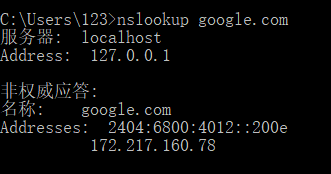 C:\Users\123>nslookup google.com
服务器:  localhost
Address:  127.0.0.1
非权威应答:
名称:    google.com
Addresses:  2404:6800:4012::200e
172.217.160.78